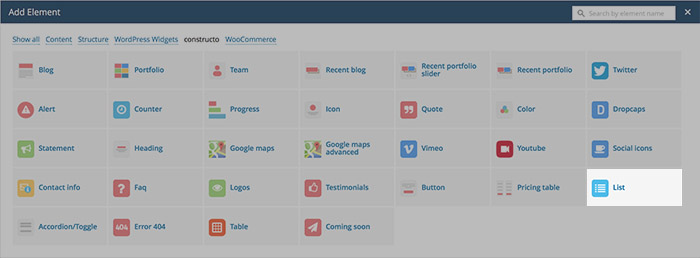 Add Element
Search by element name
Show all Content Structure WordPress Widgets constructo WooCommerce
Blog Portfolio Team Recent blog Recent portfolio slider Recent portfolio Twitter
Alert Counter Progress Icon Quote Color D Dropcaps
Statement Heading Google maps Google maps advanced Vimeo Youtube Social icons
Contact info ? Faq Logos Testimonials Button Pricing table List
Accordion/Toggle 404 Error 404 Table Coming soon